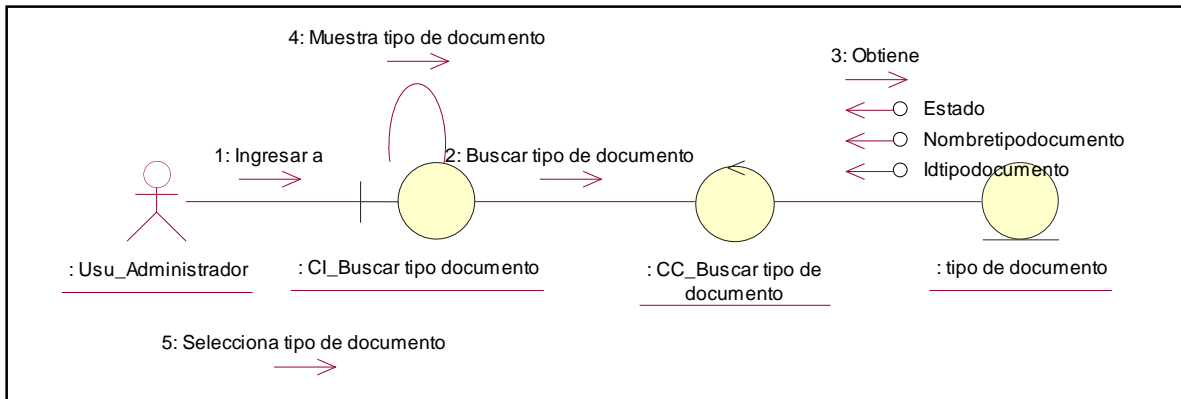 4: Muestra tipo de documento
3: Obtiene
Estado
Nombretipodocumento
Idtipodocumento
1: Ingresar a
2: Buscar tipo de documento
: Usu_Administrador
: CI_Buscar tipo documento
: CC_Buscar tipo de
documento
: tipo de documento
5: Selecciona tipo de documento